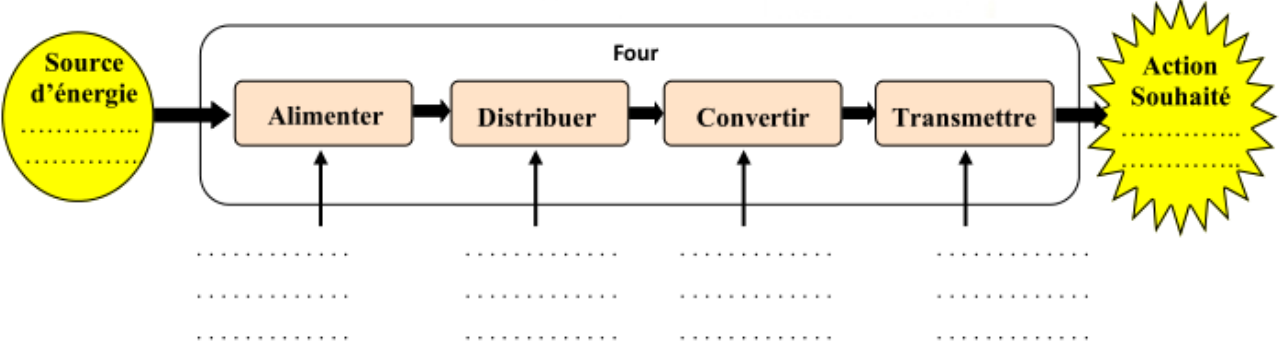 Four
Source
d'énergie
…………..
…………..
Alimenter
Distribuer
Convertir
Transmettre
Action
Souhaité
…………..
…………..
. . . . . . . . . . . . .
. . . . . . . . . . . . .
. . . . . . . . . . . . .
. . . . . . . . . . . . .
. . . . . . . . . . . . .
. . . . . . . . . . . . .
. . . . . . . . . . . . .
. . . . . . . . . . . . .
. . . . . . . . . . . . .
. . . . . . . . . . . . .
. . . . . . . . . . . . .
. . . . . . . . . . . . .